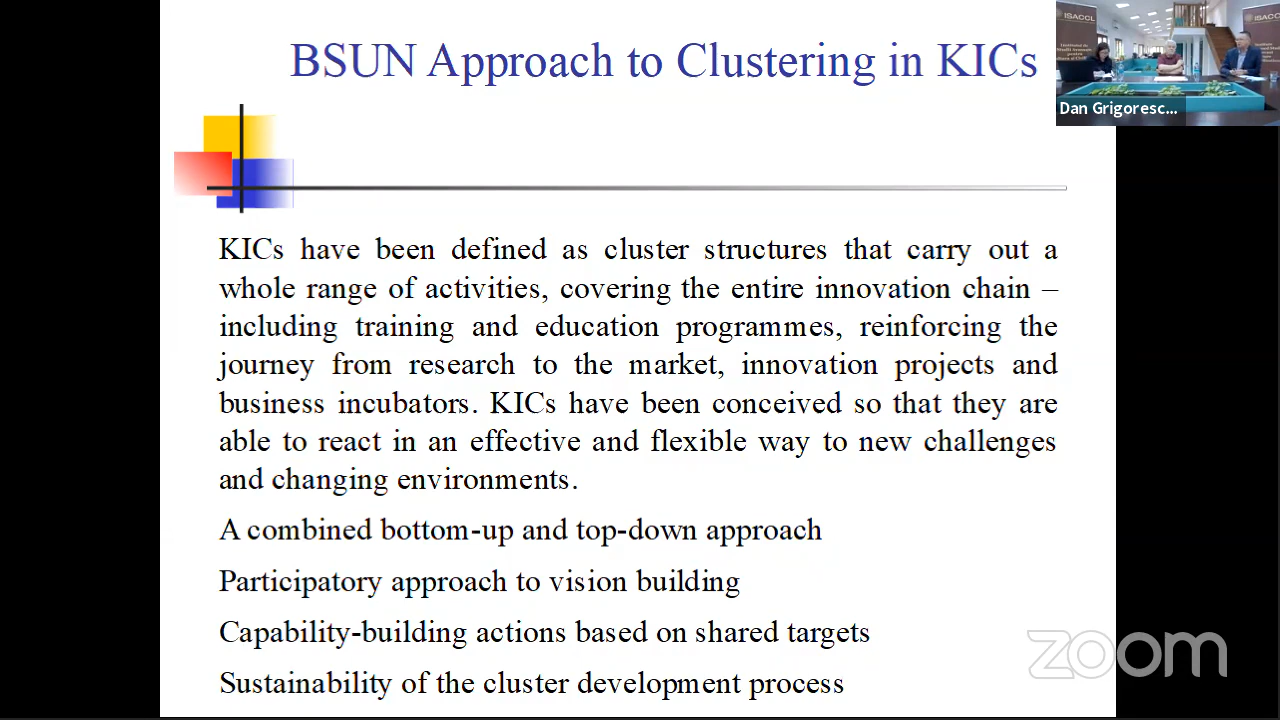 BSUN Approach to Clustering in KICs
ISACCL
Dan Grigoresc...
KICs have been defined as cluster structures that carry out a
whole range of activities, covering the entire innovation chain –
including training and education programmes, reinforcing the
journey from research to the market, innovation projects and
business incubators. KICs have been conceived so that they are
able to react in an effective and flexible way to new challenges
and changing environments.
A combined bottom-up and top-down approach
Participatory approach to vision building
Capability-building actions based on shared targets
Sustainability of the cluster development process
zoom